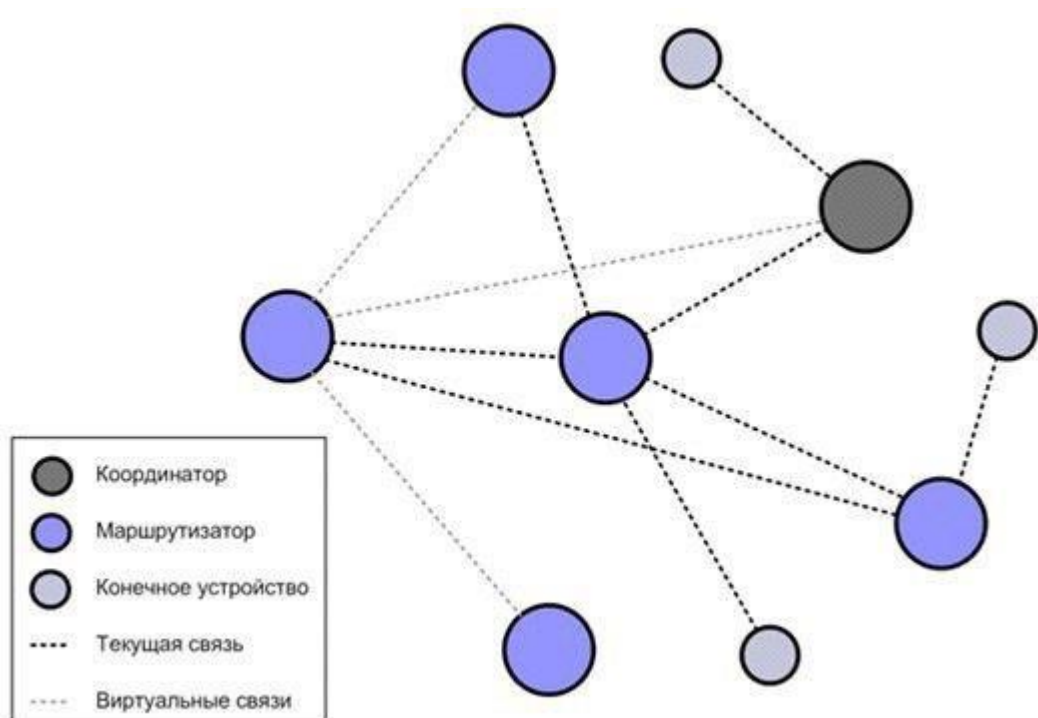 Координатор
Маршрутизатор
Конечное устройство
Текущая связь
Виртуальные связи